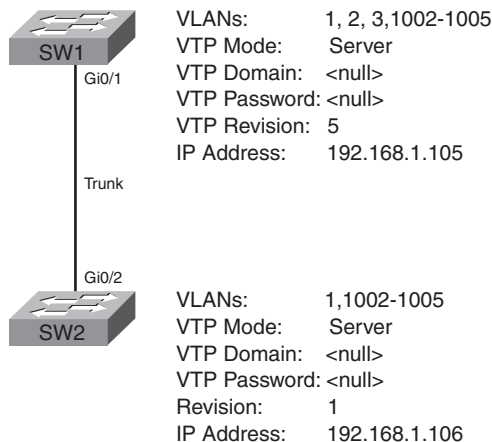 SW1
Gi0/1
VLANs: 1, 2, 3,1002-1005
VTP Mode: Server
VTP Domain: <null>
VTP Password: <null>
VTP Revision: 5
IP Address: 192.168.1.105
Trunk
Gi0/2
SW2
VLANs: 1,1002-1005
VTP Mode: Server
VTP Domain: <null>
VTP Password: <null>
Revision: 1
IP Address: 192.168.1.106